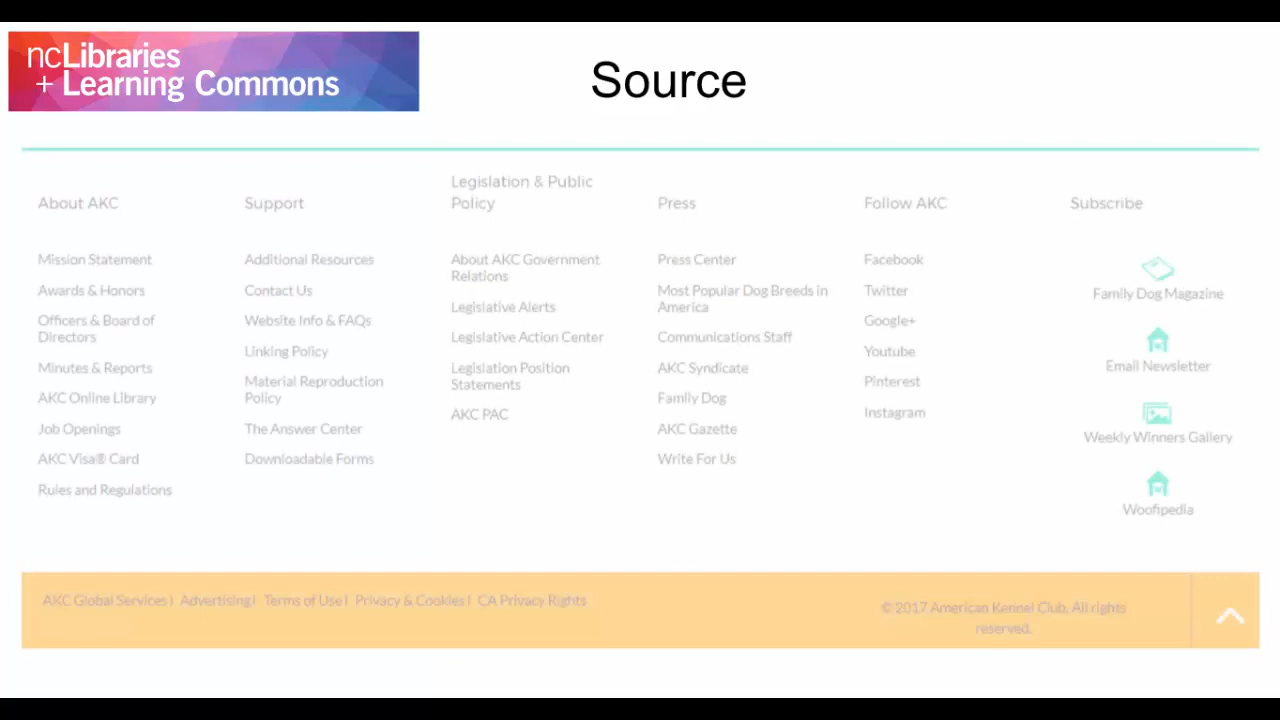 ncLibraries
+ Learning Commons
Source
About AKC
Mission Statement
Awards & Honors
Officers & Board of
Directors
Minutes & Reports
AKC Online Library
Job Openings
AKC Visa® Card
Rules and Regulations
Support
Additional Resources
Contact Us
Website Info & FAQs
Linking Policy
Material Reproduction
Policy
The Answer Center
Downloadable Forms
Legislation & Public
Policy
About AKC Government
Relations
Legislative Alerts
Legislative Action Center
Legislation Position
Statements
AKC PAC
Press
Press Center
Most Popular Dog Breeds in
America
Communications Staff
AKC Syndicate
Family Dog
AKC Gazette
Write For Us
Follow AKC
Facebook
Twitter
Google+
Youtube
Pinterest
Instagram
Subscribe
Family Dog Magazine
Email Newsletter
Weekly Winners Gallery
Woofipedia
AKC Global Services | Advertising | Terms of Use | Privacy & Cookies | CA Privacy Rights
© 2017 American Kennel Club. All rights
reserved.